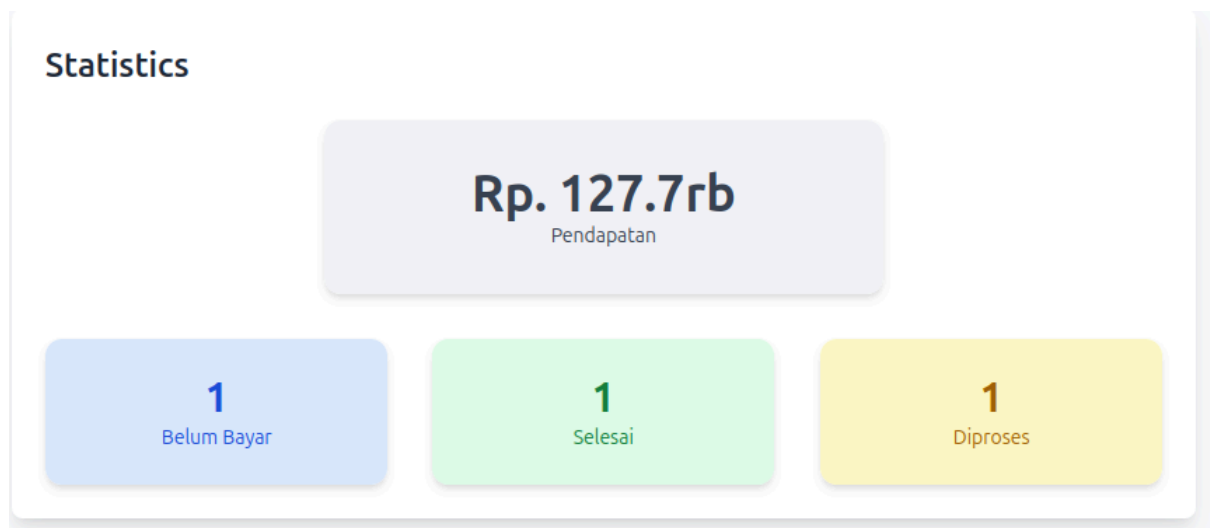 Statistics
Rp. 127.7rb
Pendapatan
1
Belum Bayar
1
Selesai
1
Diproses